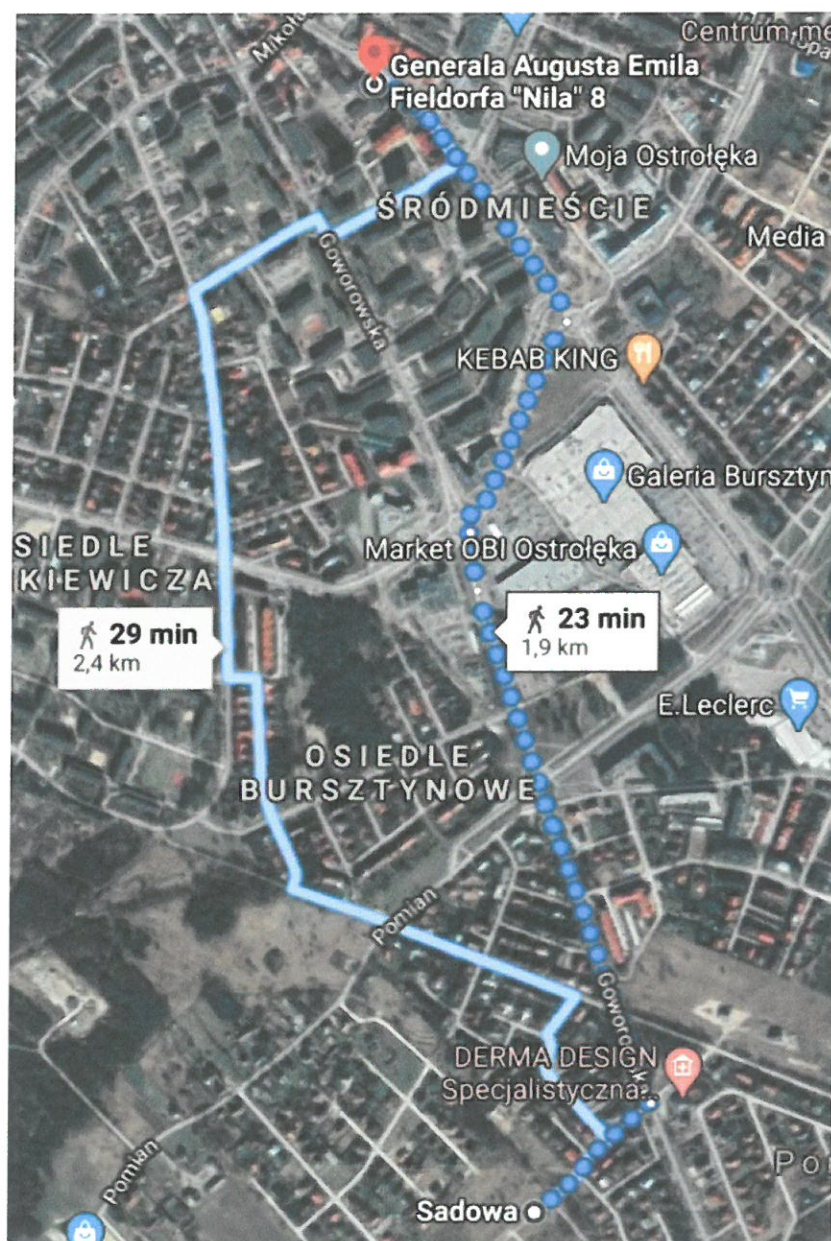 Centrum me
Generala Augusta Emila
Fieldorfa "Nila" 8
Moja Ostrołęka
ŚRÓDMIEŚCIE
Media
Goworowska
KEBAB KING
Galeria Bursztyn
Market OBI Ostrołęka
SIEDLE
KIEWICZA
29 min
2,4 km
23 min
1,9 km
E.Leclerc
OSIEDLE
BURSZTYNOWE
Pomian
DERMA DESIGN
Specjalistyczna...
Pomian
Sadowa